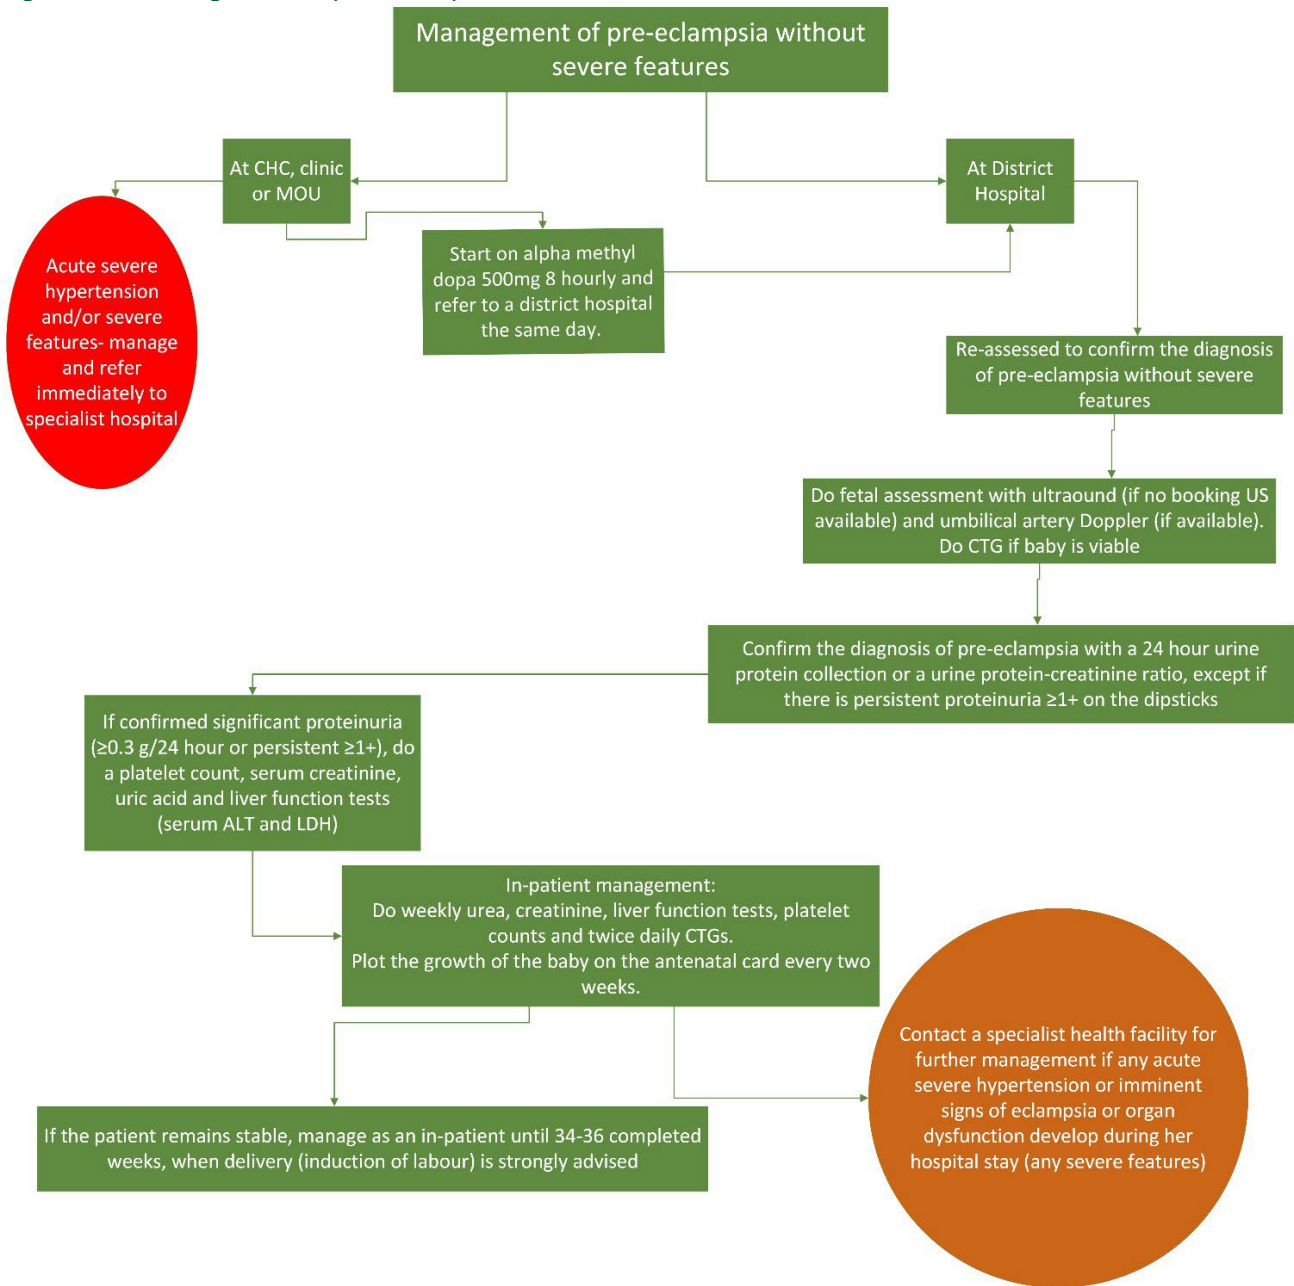 Management of pre-eclampsia without
severe features
At CHC, clinic
or MOU
At District
Hospital
Acute severe
hypertension
and/or severe
features- manage
and refer
immediately to
specialist hospital
Start on alpha methyl
dopa 500mg 8 hourly and
refer to a district hospital
the same day.
Re-assessed to confirm the diagnosis
of pre-eclampsia without severe
features
Do fetal assessment with ultraound (if no booking US
available) and umbilical artery Doppler (if available).
Do CTG if baby is viable
Confirm the diagnosis of pre-eclampsia with a 24 hour urine
protein collection or a urine protein-creatinine ratio, except if
there is persistent proteinuria ≥1+ on the dipsticks
If confirmed significant proteinuria
(≥0.3 g/24 hour or persistent ≥1+), do
a platelet count, serum creatinine,
uric acid and liver function tests
(serum ALT and LDH)
In-patient management:
Do weekly urea, creatinine, liver function tests, platelet
counts and twice daily CTGs.
Plot the growth of the baby on the antenatal card every two
weeks.
Contact a specialist health facility for
further management if any acute
severe hypertension or imminent
signs of eclampsia or organ
dysfunction develop during her
hospital stay (any severe features)
If the patient remains stable, manage as an in-patient until 34-36 completed
weeks, when delivery (induction of labour) is strongly advised